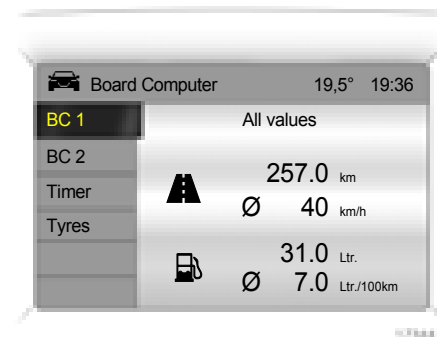 Board Computer 19,5° 19:36
BC 1
All values
BC 2
Timer
Tyres
257.0 km
Ø 40 km/h
31.0 Ltr.
Ø 7.0 Ltr./100km